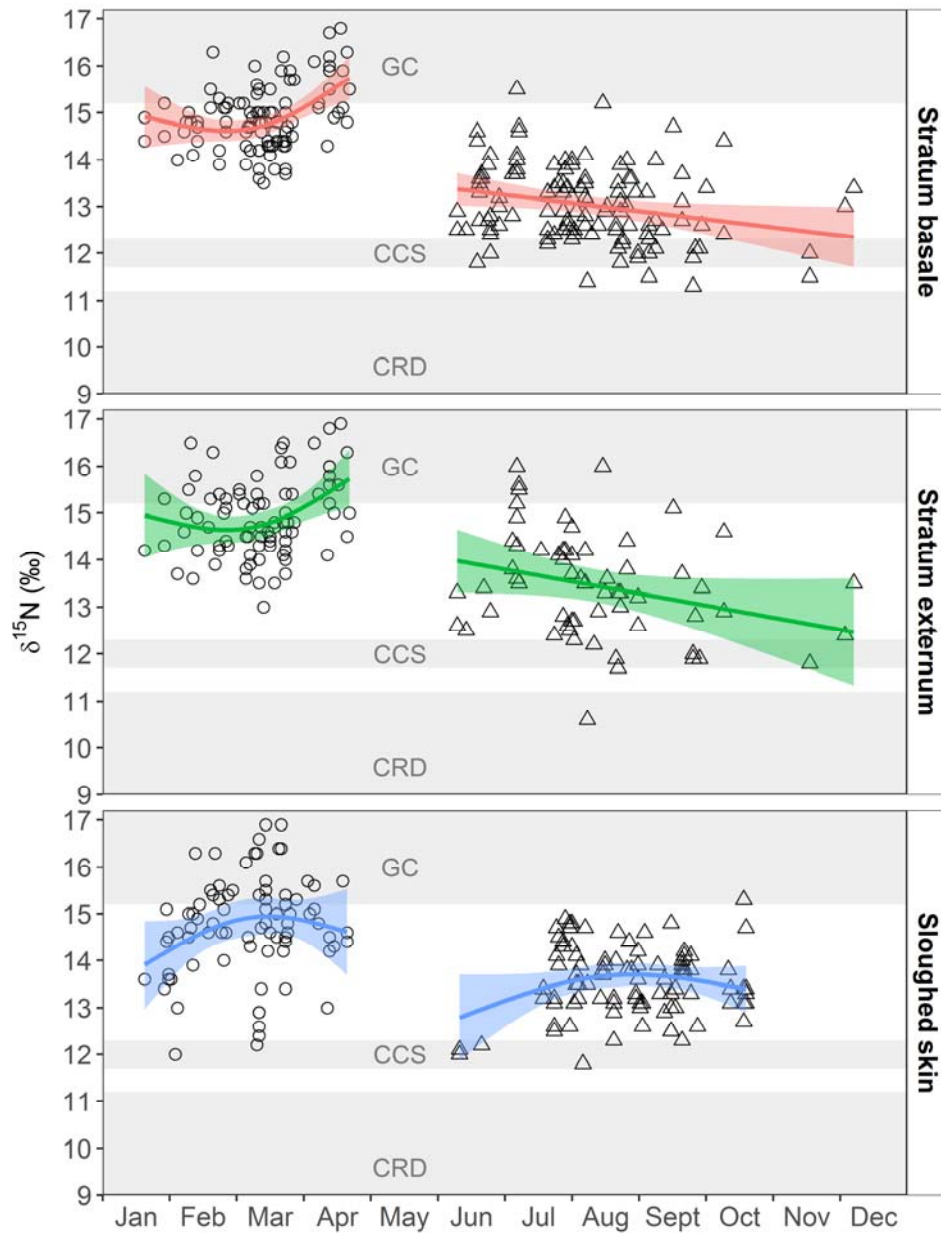 17
16
15
14
13
12
11
10
9
GC
CCS
CRD
Stratum basale
17
16
15
14
13
12
11
10
9
GC
CCS
CRD
Stratum externum
δ¹⁵N (‰)
17
16
15
14
13
12
11
10
9
GC
CCS
CRD
Sloughed skin
Jan Feb Mar Apr May Jun Jul Aug Sept Oct Nov Dec